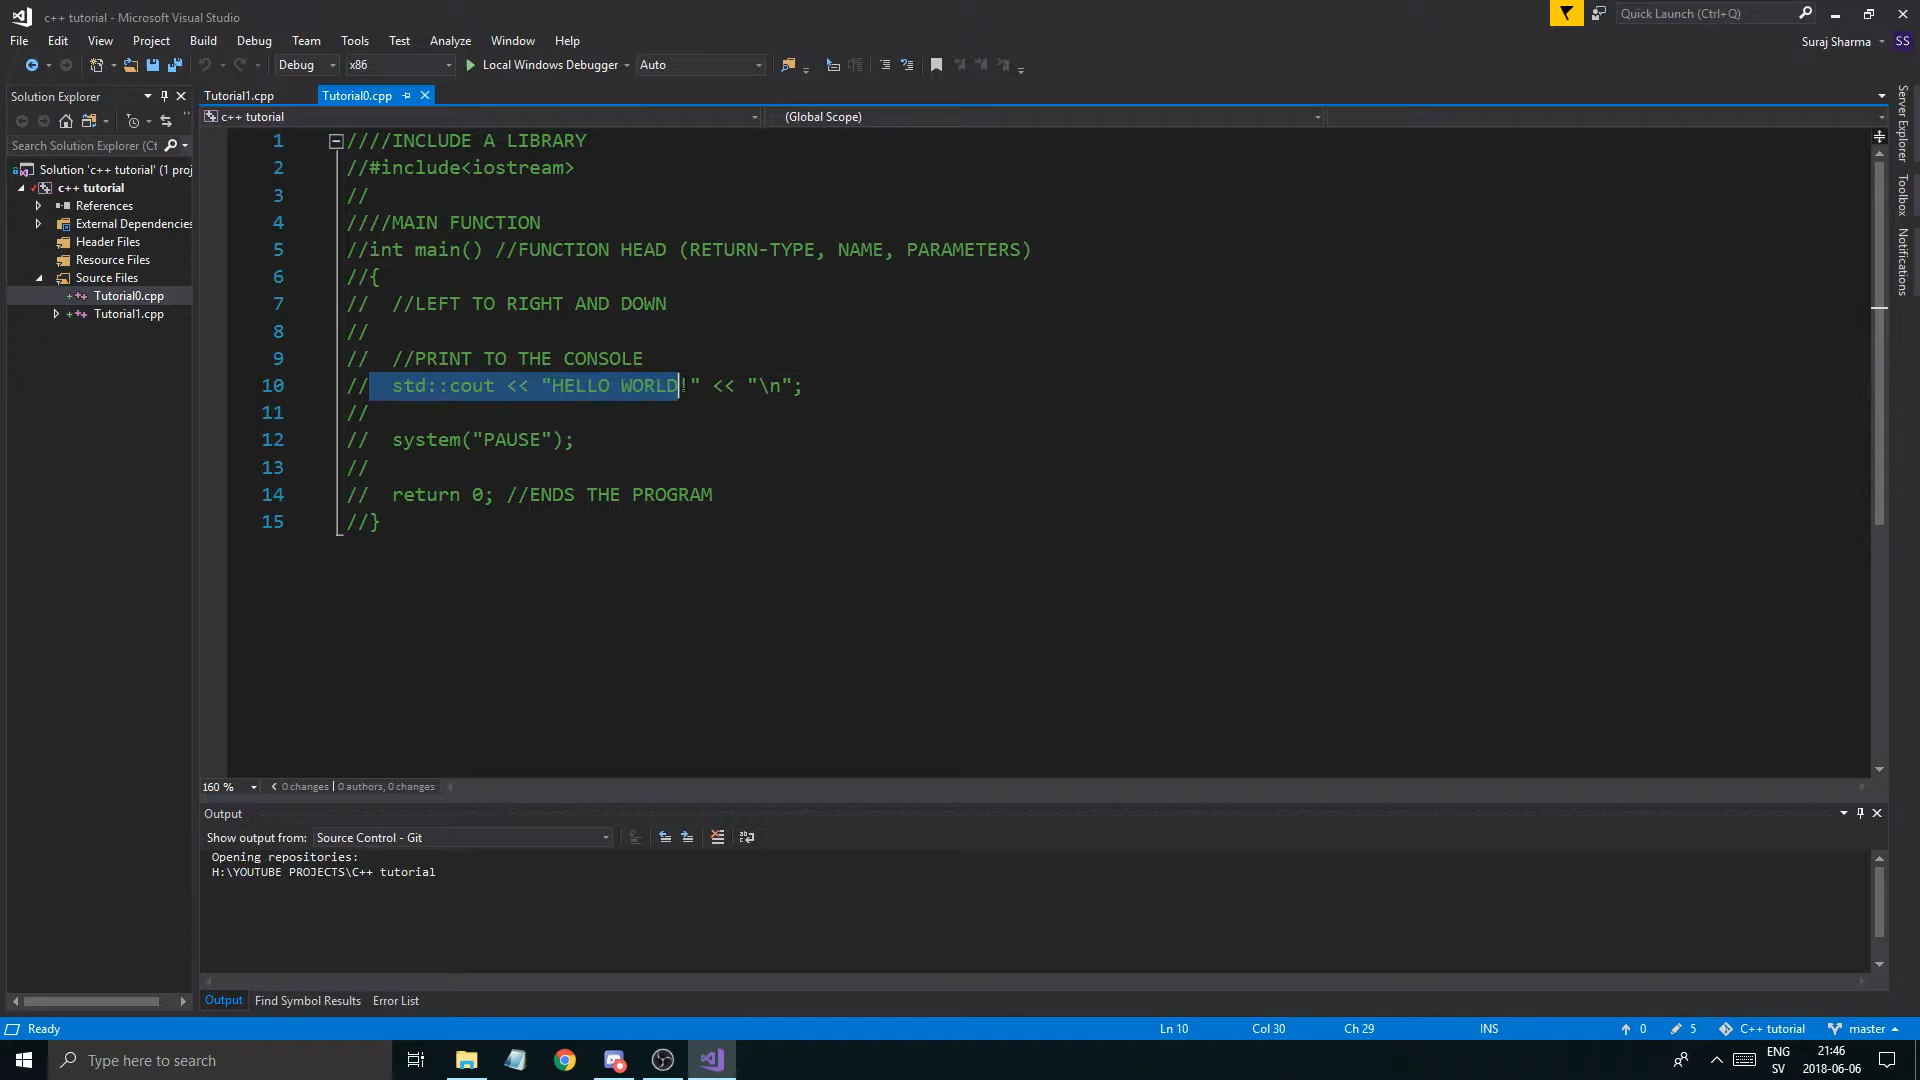 c++ tutorial - Microsoft Visual Studio
Quick Launch (Ctrl+Q)
File Edit View Project Build Debug Team Tools Test Analyze Window Help
Suraj Sharma SS
Debug x86 Local Windows Debugger Auto
Solution Explorer
Tutorial1.cpp Tutorial0.cpp
c++ tutorial (Global Scope)
Search Solution Explorer (Ct
Solution 'c++ tutorial' (1 proj
c++ tutorial
References
External Dependencies
Header Files
Resource Files
Source Files
Tutorial0.cpp
Tutorial1.cpp
1 ////INCLUDE A LIBRARY
2 //#include<iostream>
3 //
4 ////MAIN FUNCTION
5 //int main() //FUNCTION HEAD (RETURN-TYPE, NAME, PARAMETERS)
6 //{
7 // //LEFT TO RIGHT AND DOWN
8 //
9 // //PRINT TO THE CONSOLE
10 // std::cout << "HELLO WORLD!" << "\n";
11 //
12 // system("PAUSE");
13 //
14 // return 0; //ENDS THE PROGRAM
15 //}
Server Explorer
Toolbox
Notifications
160 % 0 changes | 0 authors, 0 changes
Output
Show output from: Source Control - Git
Opening repositories:
H:\YOUTUBE PROJECTS\C++ tutorial
Output Find Symbol Results Error List
Ready Ln 10 Col 30 Ch 29 INS 0 5 C++ tutorial master
Type here to search
ENG
SV
21:46
2018-06-06